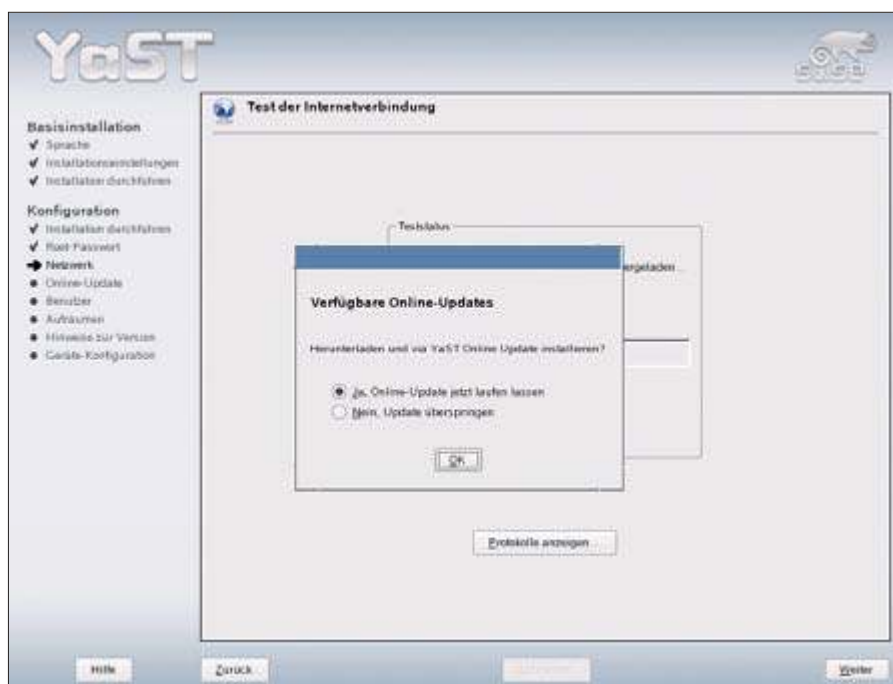 YaST
SUSE
Basisinstallation
Sprache
Installationseinstellungen
Installation durchführen
Konfiguration
Installation durchführen
Root-Passwort
Netzwerk
Online-Update
Benutzer
Aufräumen
Hinweise zur Version
Geräte-Konfiguration
Test der Internetverbindung
Teststatus
ergeladen
Verfügbare Online-Updates
Herunterladen und via YaST Online Update installieren?
Ja, Online-Update jetzt laufen lassen
Nein, Update überspringen
OK
Protokolle anzeigen...
Hilfe
Zurück
Weiter